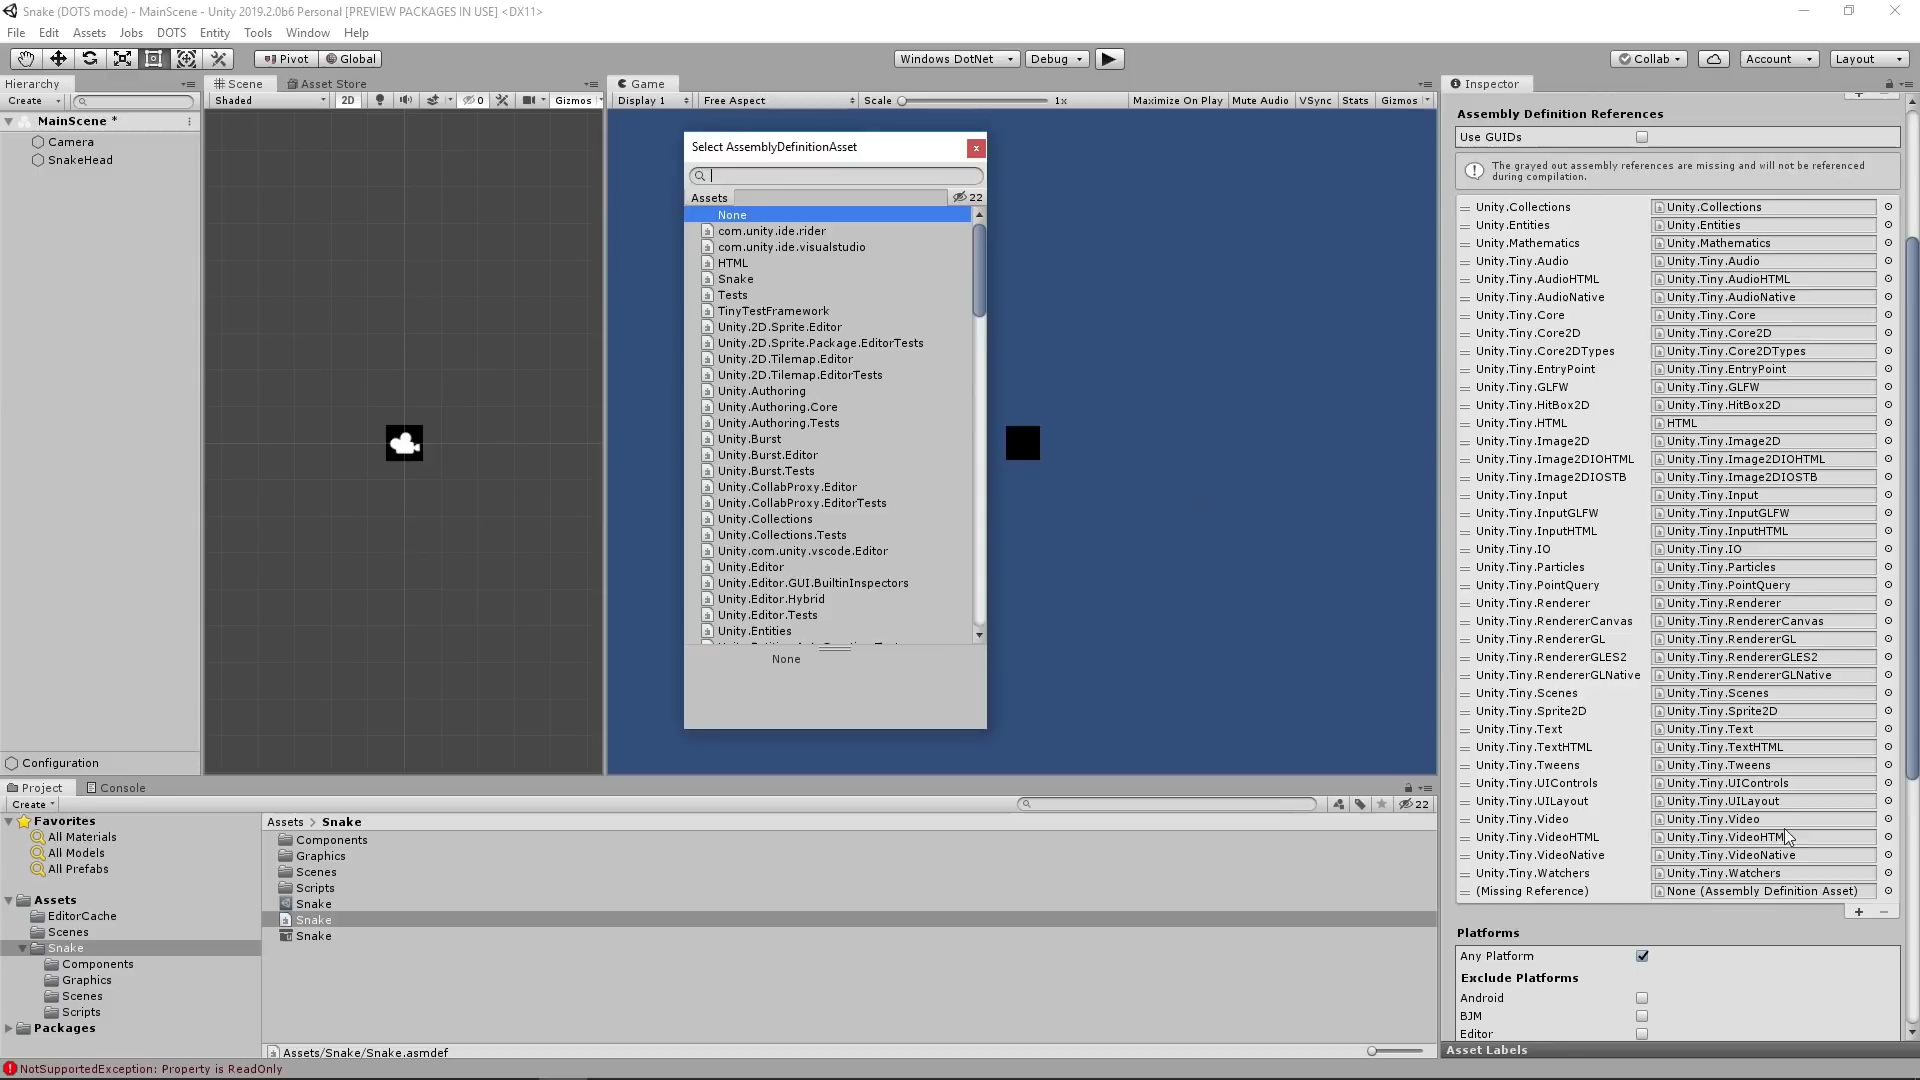 Snake (DOTS mode) - MainScene - Unity 2019.2.0b6 Personal [PREVIEW PACKAGES IN USE] <DX11>
File Edit Assets Jobs DOTS Entity Tools Window Help
Pivot Global Windows DotNet Debug Collab Account Layout
Hierarchy Scene Asset Store Game Inspector
Create Shaded 2D 0 Gizmos Display 1 Free Aspect Scale 1x Maximize On Play Mute Audio VSync Stats Gizmos
MainScene *
Camera
SnakeHead
Configuration
Select AssemblyDefinitionAsset
x
Assets 22
None
com.unity.ide.rider
com.unity.ide.visualstudio
HTML
Snake
Tests
TinyTestFramework
Unity.2D.Sprite.Editor
Unity.2D.Sprite.Package.EditorTests
Unity.2D.Tilemap.Editor
Unity.2D.Tilemap.EditorTests
Unity.Authoring
Unity.Authoring.Core
Unity.Authoring.Tests
Unity.Burst
Unity.Burst.Editor
Unity.Burst.Tests
Unity.CollabProxy.Editor
Unity.CollabProxy.EditorTests
Unity.Collections
Unity.Collections.Tests
Unity.com.unity.vscode.Editor
Unity.Editor
Unity.Editor.GUI.BuiltinInspectors
Unity.Editor.Hybrid
Unity.Editor.Tests
Unity.Entities
None
Assembly Definition References
Use GUIDs
The grayed out assembly references are missing and will not be referenced
during compilation.
Unity.Collections Unity.Collections
Unity.Entities Unity.Entities
Unity.Mathematics Unity.Mathematics
Unity.Tiny.Audio Unity.Tiny.Audio
Unity.Tiny.AudioHTML Unity.Tiny.AudioHTML
Unity.Tiny.AudioNative Unity.Tiny.AudioNative
Unity.Tiny.Core Unity.Tiny.Core
Unity.Tiny.Core2D Unity.Tiny.Core2D
Unity.Tiny.Core2DTypes Unity.Tiny.Core2DTypes
Unity.Tiny.EntryPoint Unity.Tiny.EntryPoint
Unity.Tiny.GLFW Unity.Tiny.GLFW
Unity.Tiny.HitBox2D Unity.Tiny.HitBox2D
Unity.Tiny.HTML HTML
Unity.Tiny.Image2D Unity.Tiny.Image2D
Unity.Tiny.Image2DIOHTML Unity.Tiny.Image2DIOHTML
Unity.Tiny.Image2DIOSTB Unity.Tiny.Image2DIOSTB
Unity.Tiny.Input Unity.Tiny.Input
Unity.Tiny.InputGLFW Unity.Tiny.InputGLFW
Unity.Tiny.InputHTML Unity.Tiny.InputHTML
Unity.Tiny.IO Unity.Tiny.IO
Unity.Tiny.Particles Unity.Tiny.Particles
Unity.Tiny.PointQuery Unity.Tiny.PointQuery
Unity.Tiny.Renderer Unity.Tiny.Renderer
Unity.Tiny.RendererCanvas Unity.Tiny.RendererCanvas
Unity.Tiny.RendererGL Unity.Tiny.RendererGL
Unity.Tiny.RendererGLES2 Unity.Tiny.RendererGLES2
Unity.Tiny.RendererGLNative Unity.Tiny.RendererGLNative
Unity.Tiny.Scenes Unity.Tiny.Scenes
Unity.Tiny.Sprite2D Unity.Tiny.Sprite2D
Unity.Tiny.Text Unity.Tiny.Text
Unity.Tiny.TextHTML Unity.Tiny.TextHTML
Unity.Tiny.Tweens Unity.Tiny.Tweens
Unity.Tiny.UIControls Unity.Tiny.UIControls
Unity.Tiny.UILayout Unity.Tiny.UILayout
Unity.Tiny.Video Unity.Tiny.Video
Unity.Tiny.VideoHTML Unity.Tiny.VideoHTM
Unity.Tiny.VideoNative Unity.Tiny.VideoNative
Unity.Tiny.Watchers Unity.Tiny.Watchers
(Missing Reference) None (Assembly Definition Asset)
Platforms
Any Platform
Exclude Platforms
Android
BJM
Editor
Asset Labels
Project Console
Create 22
Favorites
All Materials
All Models
All Prefabs
Assets
EditorCache
Scenes
Snake
Components
Graphics
Scenes
Scripts
Packages
Assets > Snake
Components
Graphics
Scenes
Scripts
Snake
Snake
Snake
Assets/Snake/Snake.asmdef
NotSupportedException: Property is ReadOnly